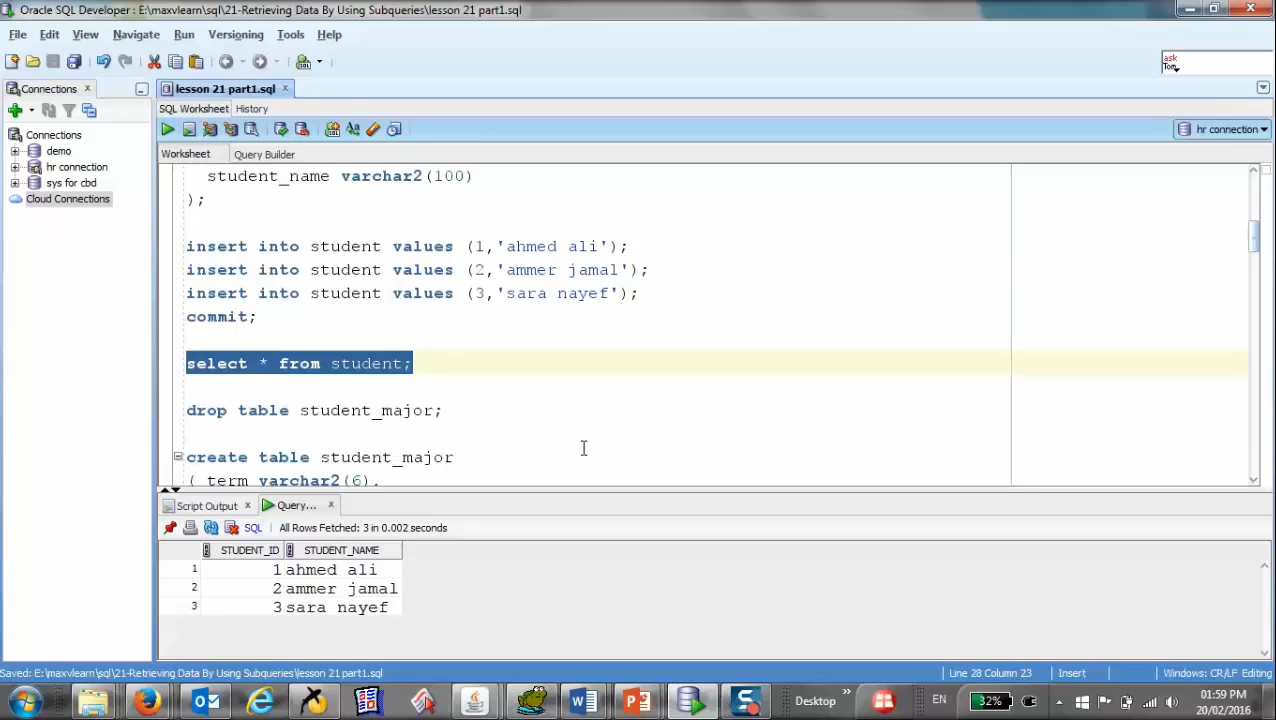 Oracle SQL Developer : E:\maxvlearn\sql\21-Retrieving Data By Using Subqueries\lesson 21 part1.sql
File Edit View Navigate Run Versioning Tools Help
ask
Tom
Connections
lesson 21 part1.sql
SQL Worksheet History
hr connection
Connections
demo
hr connection
sys for cbd
Cloud Connections
Worksheet Query Builder
student_name varchar2(100)
);
insert into student values (1,'ahmed ali');
insert into student values (2,'ammer jamal');
insert into student values (3,'sara nayef');
commit;
select * from student;
drop table student_major;
create table student_major
( term varchar2(6),
Script Output Query...
SQL All Rows Fetched: 3 in 0.002 seconds
STUDENT_ID STUDENT_NAME
1 1 ahmed ali
2 2 ammer jamal
3 3 sara nayef
Saved: E:\maxvlearn\sql\21-Retrieving Data By Using Subqueries\lesson 21 part1.sql
Line 28 Column 23 Insert Windows: CR/LF Editing
Desktop » EN 32% 01:59 PM
20/02/2016